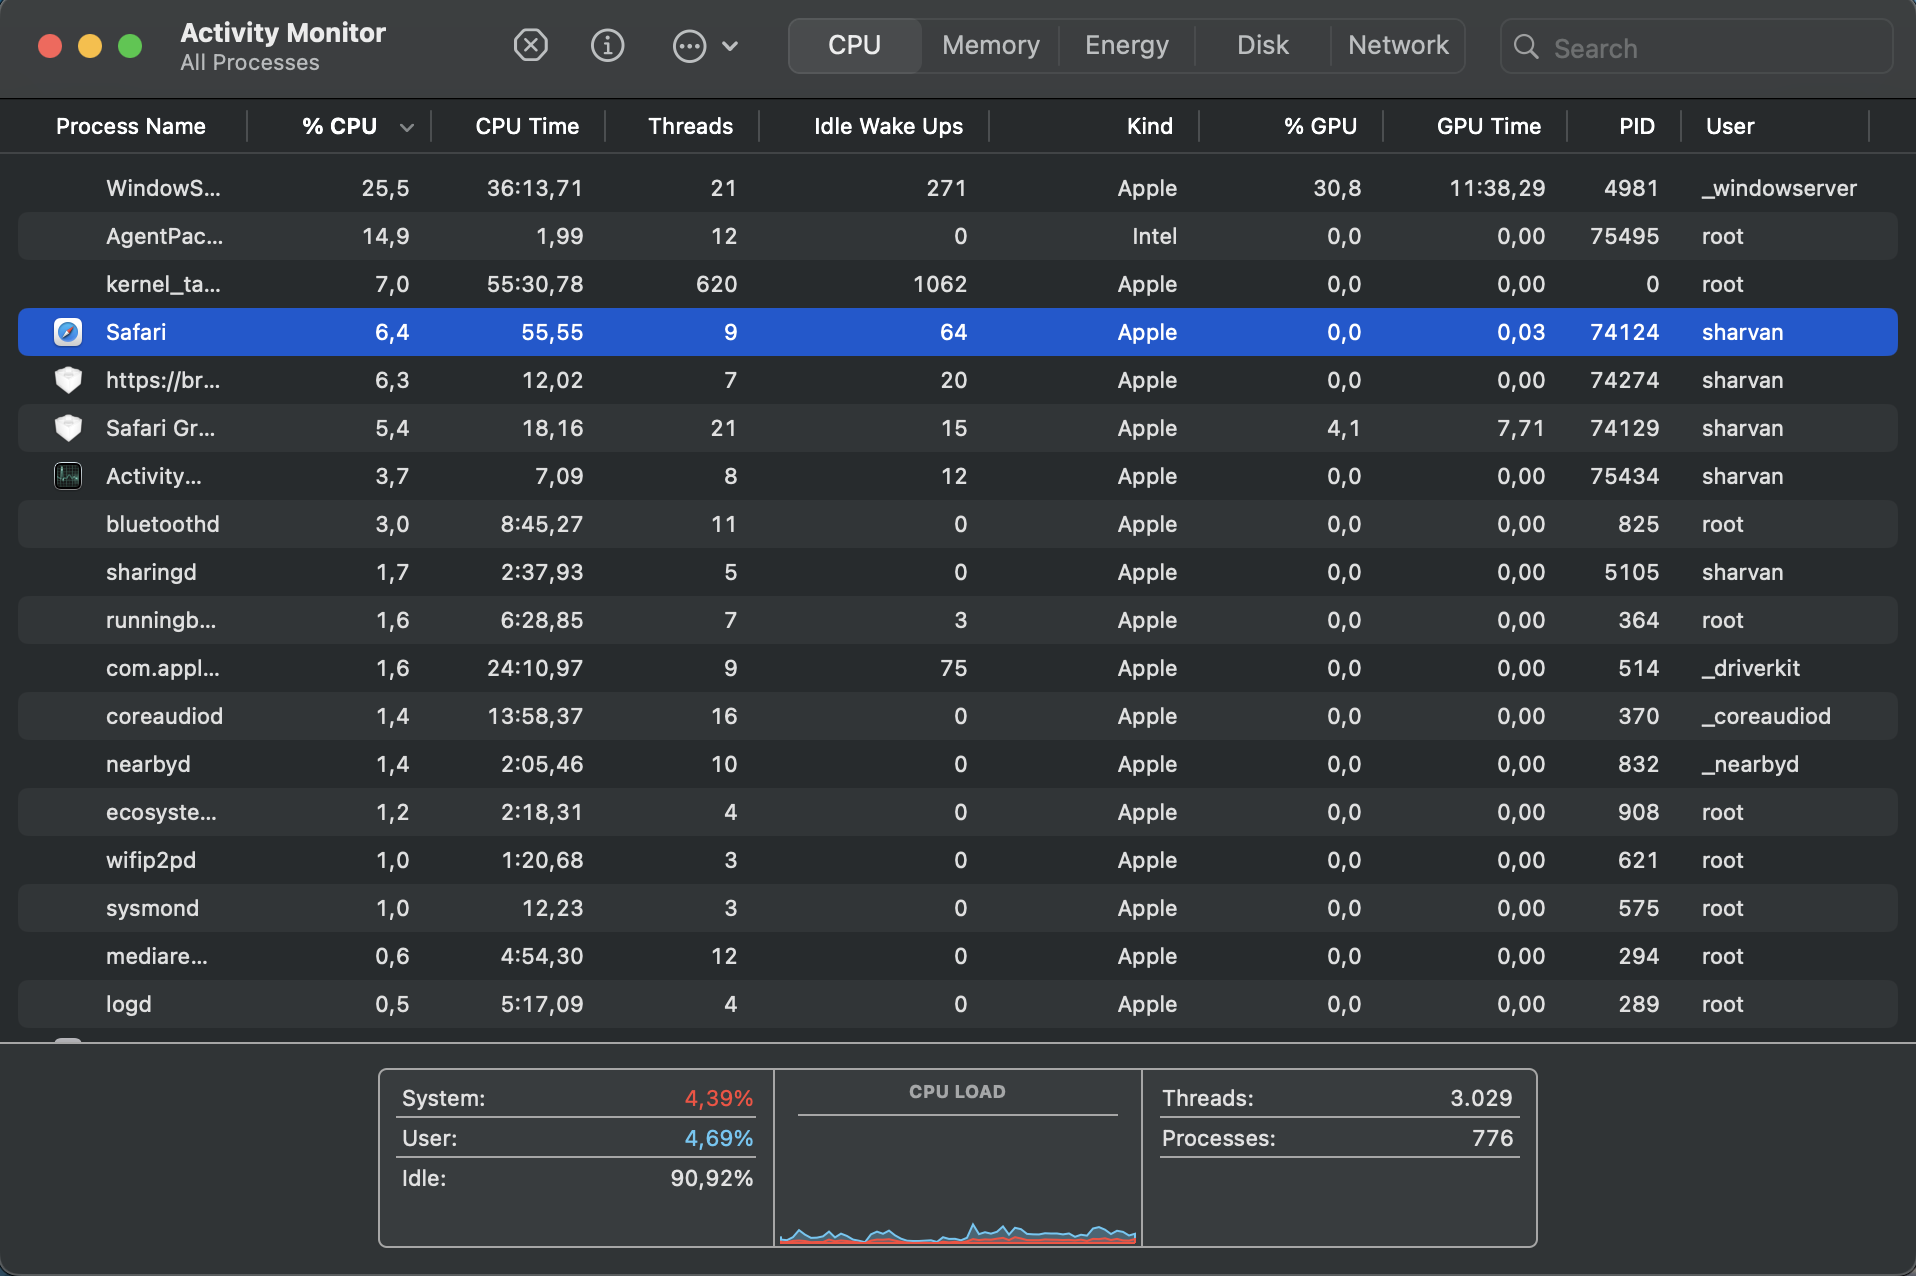 Activity Monitor
All Processes
CPU Memory Energy Disk Network Search
Process Name % CPU CPU Time Threads Idle Wake Ups Kind % GPU GPU Time PID User
WindowS... 25,5 36:13,71 21 271 Apple 30,8 11:38,29 4981 _windowserver
AgentPac... 14,9 1,99 12 0 Intel 0,0 0,00 75495 root
kernel_ta... 7,0 55:30,78 620 1062 Apple 0,0 0,00 0 root
Safari 6,4 55,55 9 64 Apple 0,0 0,03 74124 sharvan
https://br... 6,3 12,02 7 20 Apple 0,0 0,00 74274 sharvan
Safari Gr... 5,4 18,16 21 15 Apple 4,1 7,71 74129 sharvan
Activity... 3,7 7,09 8 12 Apple 0,0 0,00 75434 sharvan
bluetoothd 3,0 8:45,27 11 0 Apple 0,0 0,00 825 root
sharingd 1,7 2:37,93 5 0 Apple 0,0 0,00 5105 sharvan
runningb... 1,6 6:28,85 7 3 Apple 0,0 0,00 364 root
com.appl... 1,6 24:10,97 9 75 Apple 0,0 0,00 514 _driverkit
coreaudiod 1,4 13:58,37 16 0 Apple 0,0 0,00 370 _coreaudiod
nearbyd 1,4 2:05,46 10 0 Apple 0,0 0,00 832 _nearbyd
ecosyste... 1,2 2:18,31 4 0 Apple 0,0 0,00 908 root
wifip2pd 1,0 1:20,68 3 0 Apple 0,0 0,00 621 root
sysmond 1,0 12,23 3 0 Apple 0,0 0,00 575 root
mediare... 0,6 4:54,30 12 0 Apple 0,0 0,00 294 root
logd 0,5 5:17,09 4 0 Apple 0,0 0,00 289 root
System: 4,39%
User: 4,69%
Idle: 90,92%
CPU LOAD
Threads: 3.029
Processes: 776